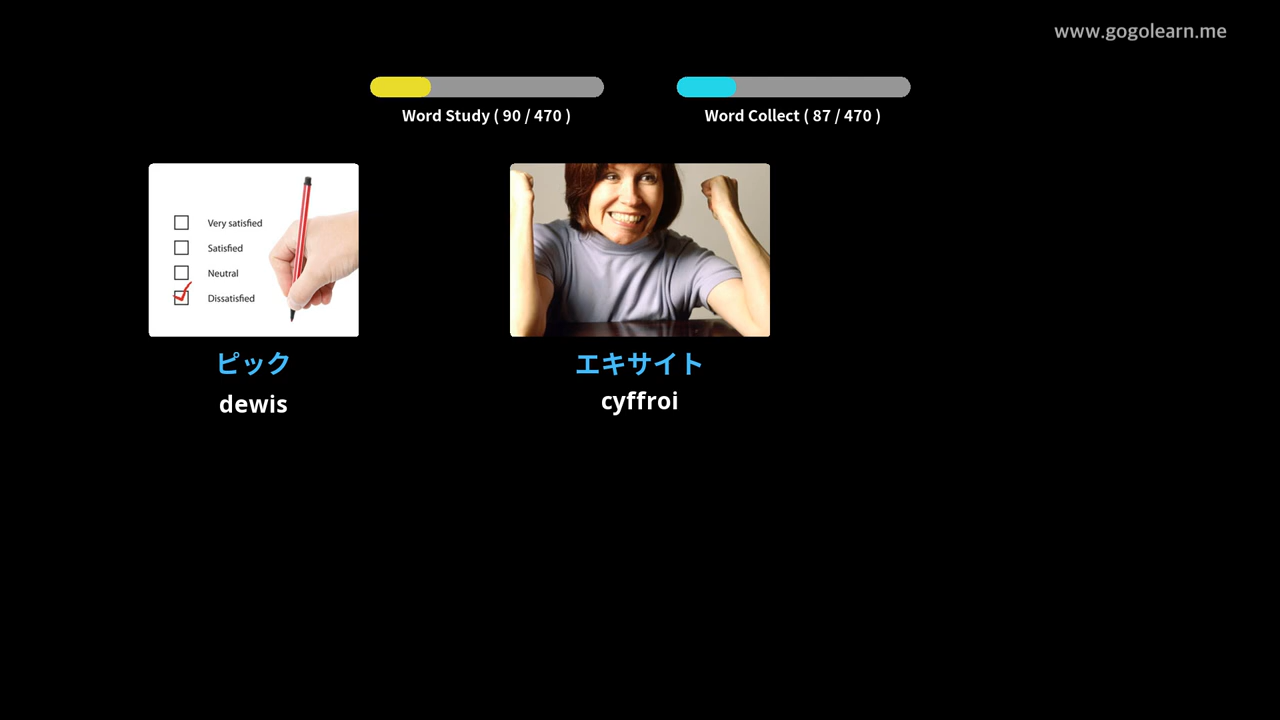 www.gogolearn.me
Word Study ( 90 / 470 )
Word Collect ( 87 / 470 )
Very satisfied
Satisfied
Neutral
Dissatisfied
ピック
エキサイト
dewis
cyffroi